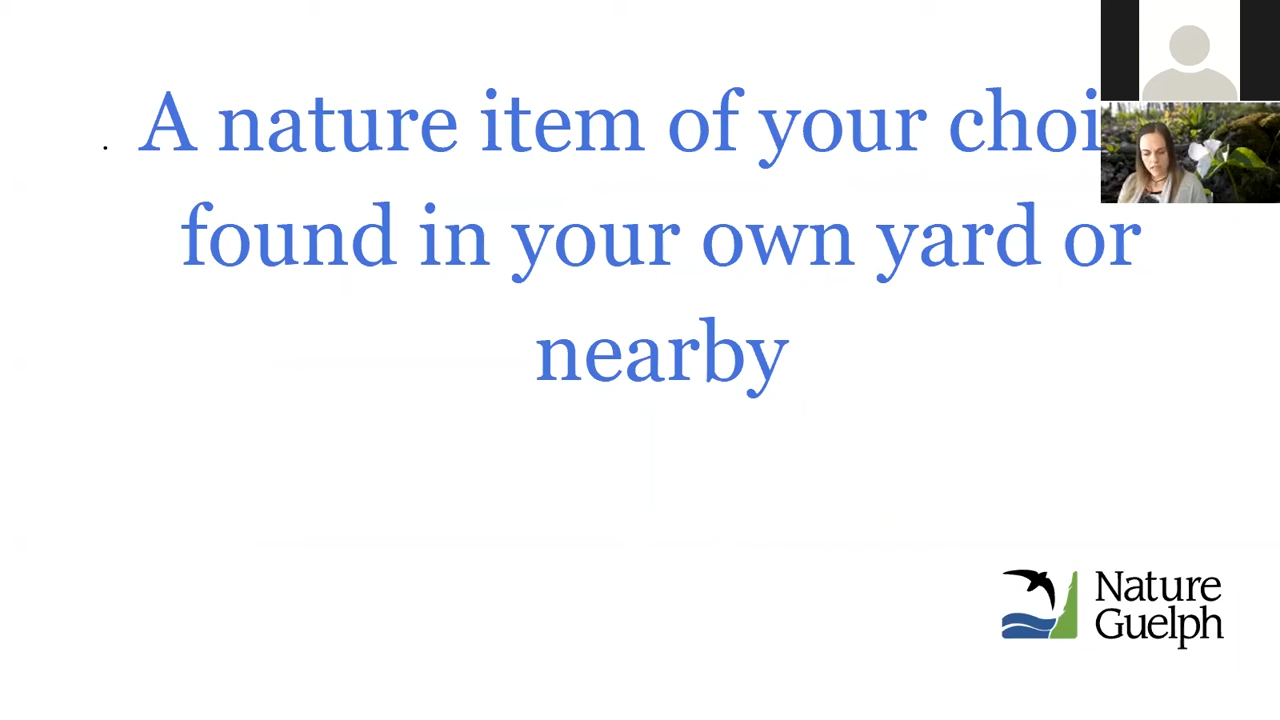 A nature item of your choi
found in your own yard or
nearby
Nature
Guelph